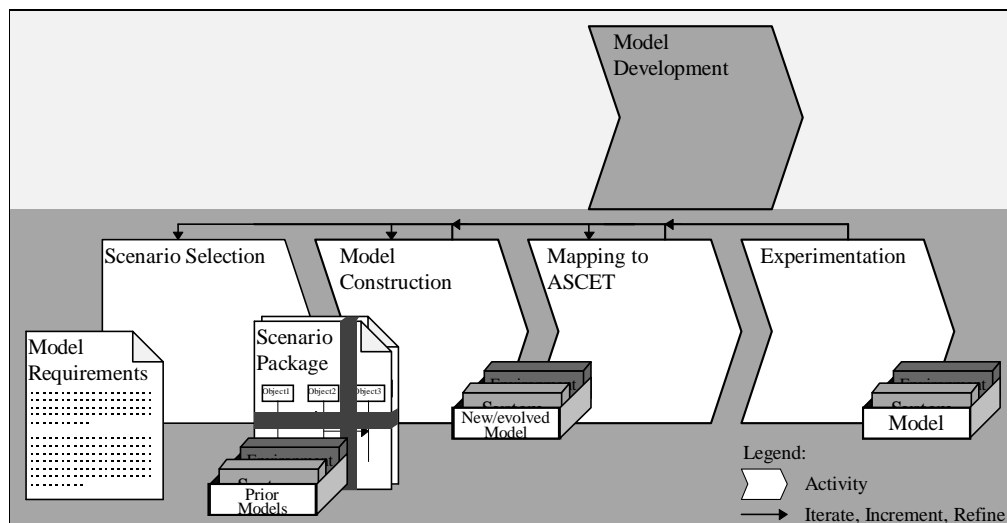 Model
Development
Scenario Selection
Model
Construction
Mapping to
ASCET
Experimentation
Model
Requirements
Scenario
Package
Object1
Object2
Object3
New/evolved
Model
Model
Prior
Models
Legend:
Activity
Iterate, Increment, Refine